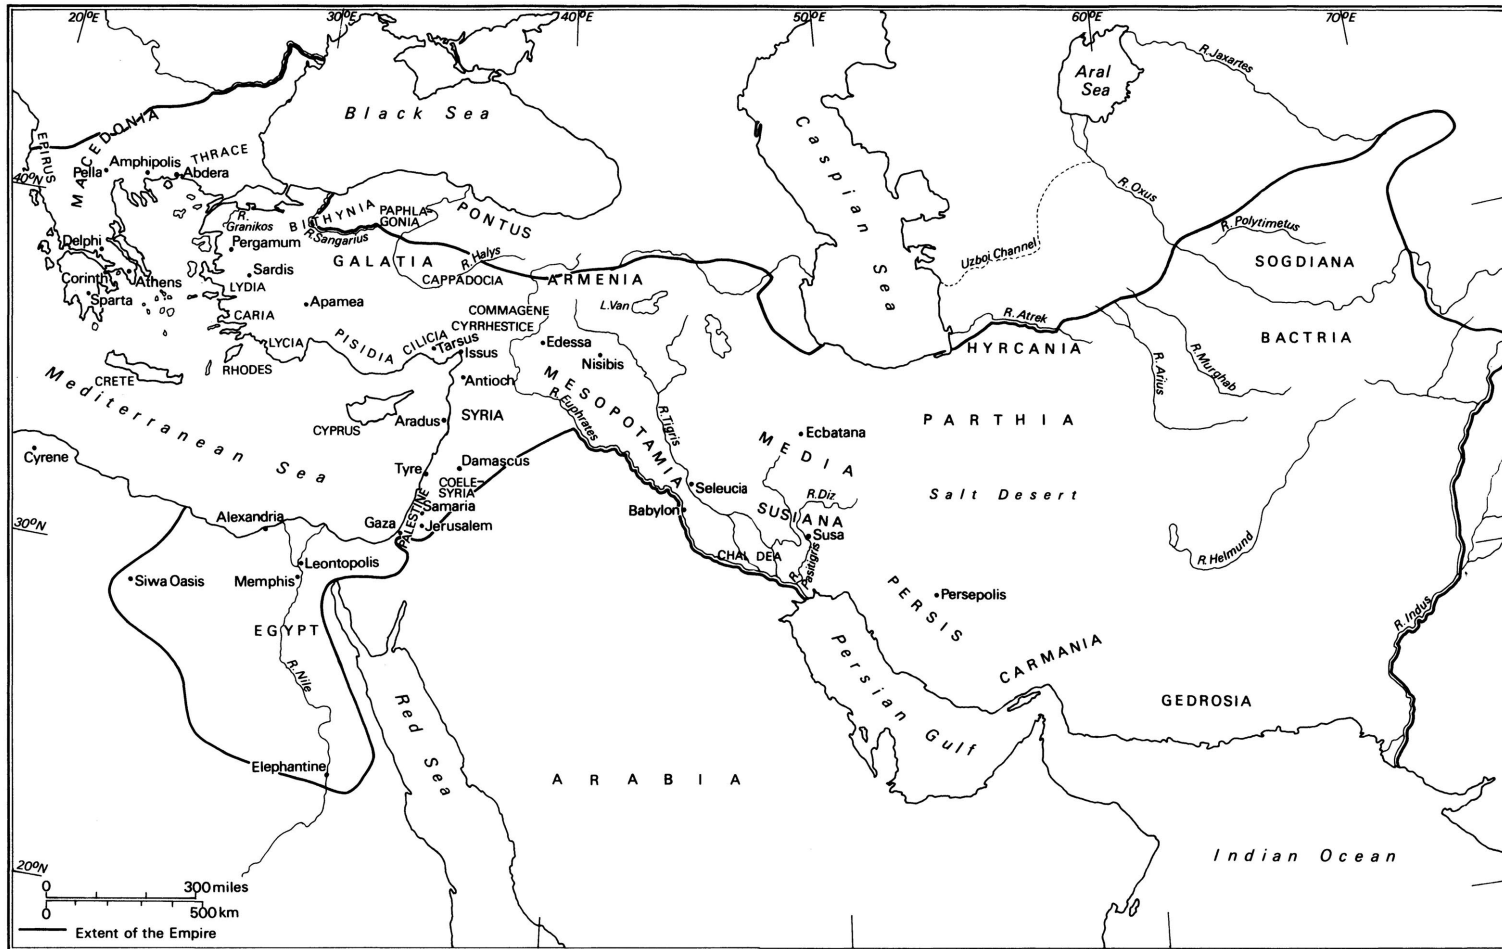 20°E
30°E
40°E
50°E
60°E
70°E
R. Jaxartes
Aral
Sea
Black Sea
Caspian Sea
MACEDONIA
EPIRUS
THRACE
Amphipolis
Pella
Abdera
40°N
R. Oxus
R. Polytimetus
BITHYNIA
PAPHLA-
GONIA
PONTUS
R.
Granikos
R. Sangarius
Delphi
Pergamum
GALATIA
R. Halys
Uzboi Channel
SOGDIANA
Corinth
Athens
Sardis
CAPPADOCIA
ARMENIA
LYDIA
Sparta
Apamea
COMMAGENE
L. Van
R. Atrek
CARIA
PISIDIA
CILICIA
CYRRHESTICE
BACTRIA
LYCIA
Tarsus
Issus
Edessa
Nisibis
HYRCANIA
R. Arius
R. Murghab
CRETE
RHODES
Antioch
MESOPOTAMIA
R. Euphrates
R. Tigris
Mediterranean Sea
CYPRUS
Aradus
SYRIA
PARTHIA
MEDIA
Ecbatana
Cyrene
Tyre
Damascus
COELE-
SYRIA
Seleucia
R. Diz
Salt Desert
PALESTINE
Samaria
Babylon
SUSIANA
30°N
Alexandria
Gaza
Jerusalem
Susa
CHALDEA
R. Pasitigris
R. Helmund
Leontopolis
Siwa Oasis
Memphis
PERSIS
Persepolis
R. Indus
EGYPT
R. Nile
CARMANIA
Persian Gulf
GEDROSIA
Red Sea
Elephantine
ARABIA
Indian Ocean
20°N
0 300 miles
0 500 km
Extent of the Empire